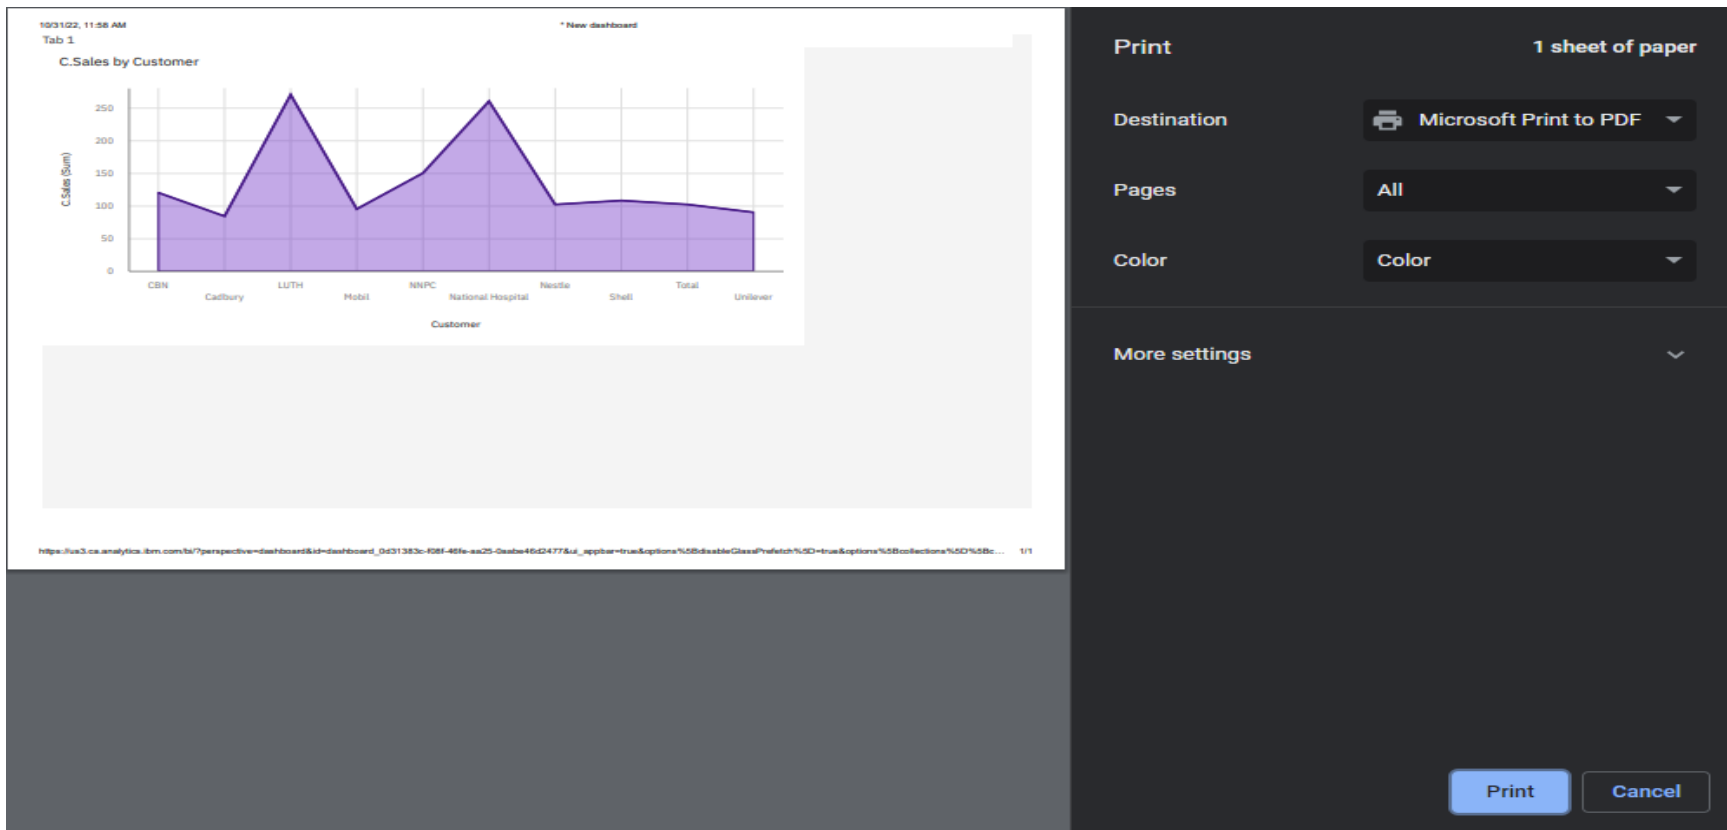 10/31/22, 11:58 AM * New dashboard
Tab 1
C.Sales by Customer
250
200
150
100
50
0
C.Sales (Sum)
CBN Cadbury LUTH Mobil NNPC National Hospital Nestle Shell Total Unilever
Customer
1/1
Print 1 sheet of paper
Destination Microsoft Print to PDF
Pages All
Color Color
More settings
Print Cancel